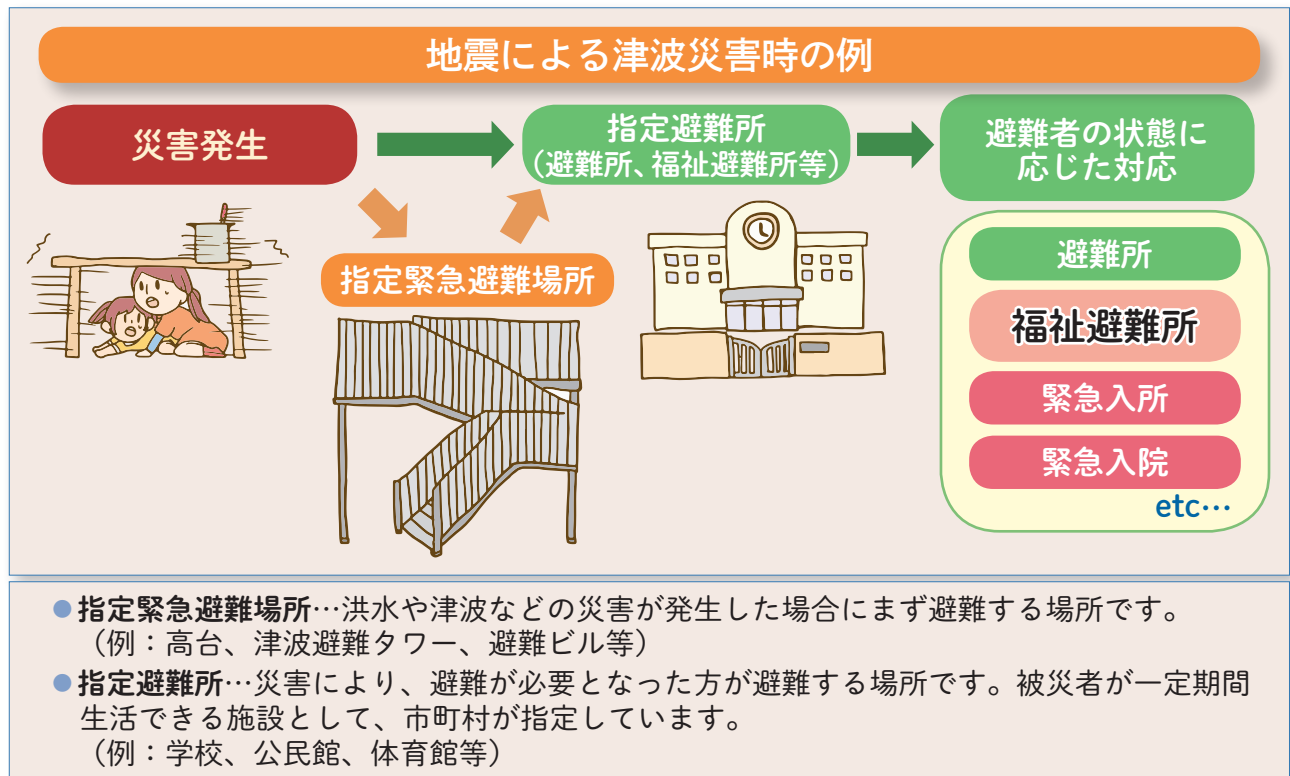 地震による津波災害時の例
災害発生
指定避難所
（避難所、福祉避難所等）
避難者の状態に
応じた対応
指定緊急避難場所
避難所
福祉避難所
緊急入所
緊急入院
etc…
●指定緊急避難場所…洪水や津波などの災害が発生した場合にまず避難する場所です。
（例：高台、津波避難タワー、避難ビル等）
●指定避難所…災害により、避難が必要となった方が避難する場所です。被災者が一定期間
生活できる施設として、市町村が指定しています。
（例：学校、公民館、体育館等）